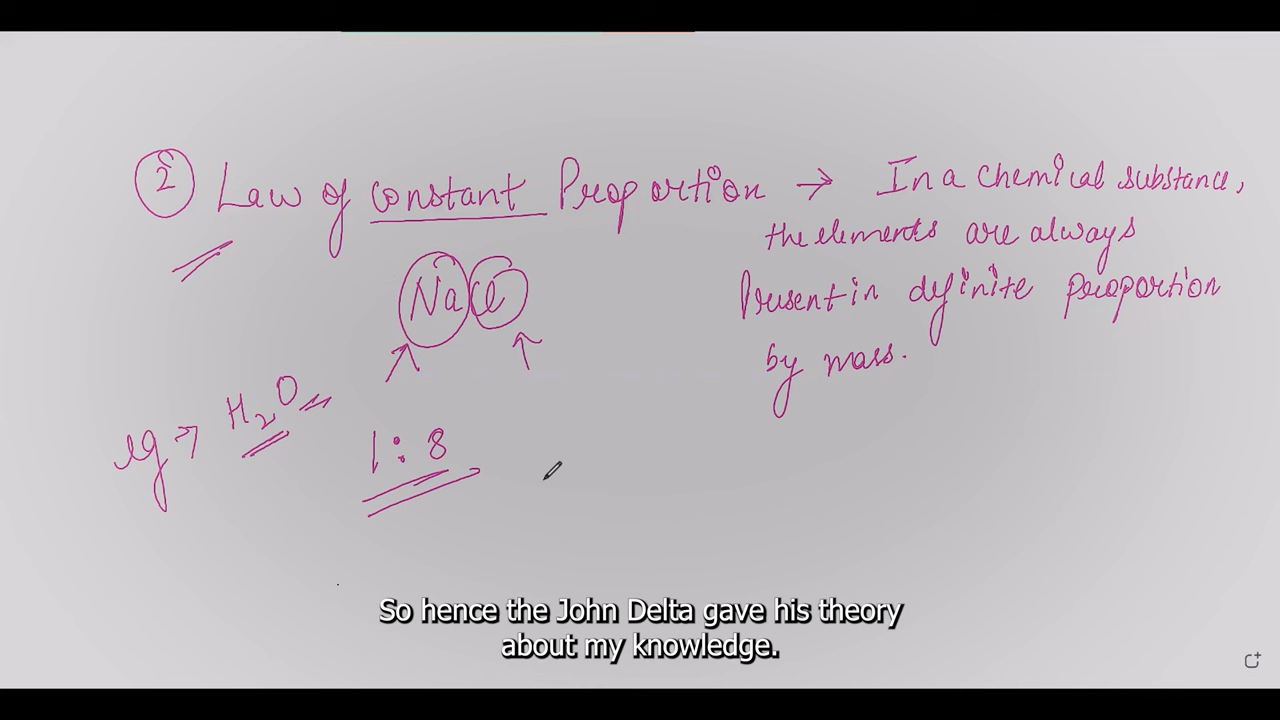 2 Law of constant Proportion → In a chemical substance,
the elements are always
Present in definite proportion
by mass.
NaCl
eg → H₂O
1 : 8
So hence the John Delta gave his theory
about my knowledge.